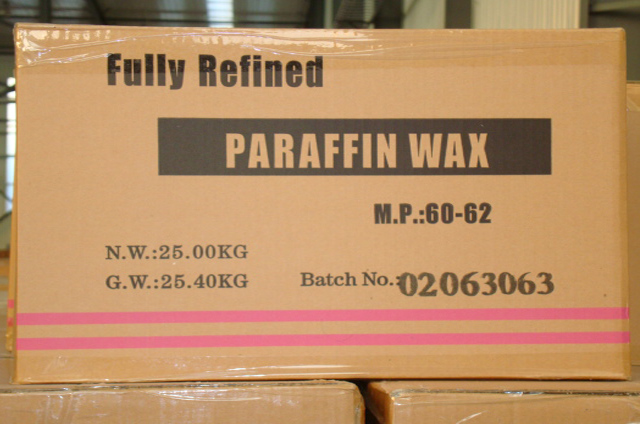 Fully Refined
PARAFFIN WAX
M.P.:60-62
N.W.:25.00KG
G.W.:25.40KG
Batch No.:02063063